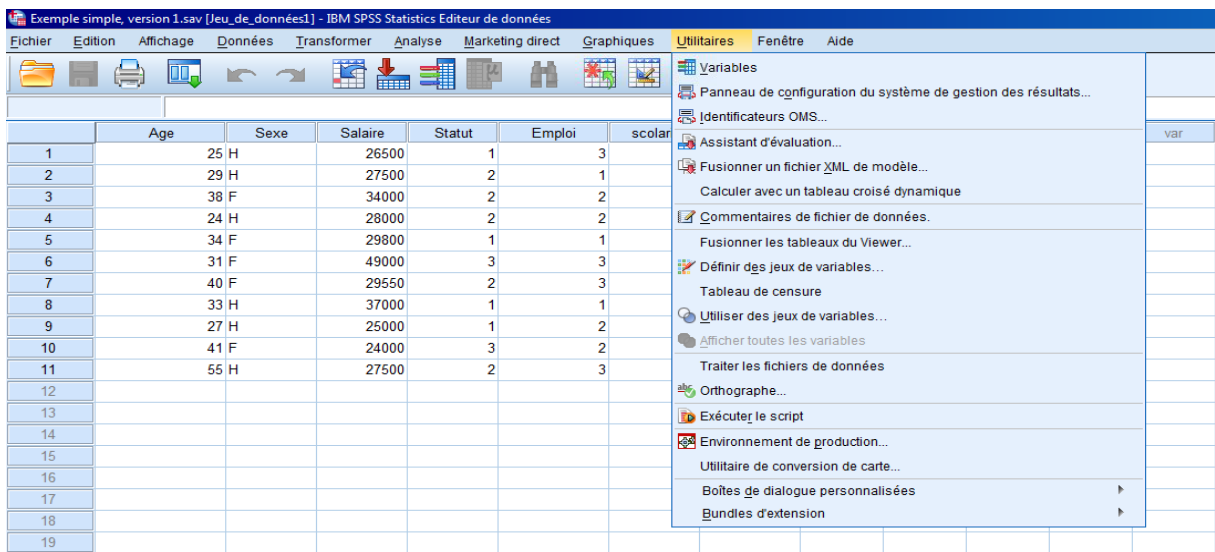 Exemple simple, version 1.sav [Jeu_de_données1] - IBM SPSS Statistics Editeur de données
Fichier Edition Affichage Données Transformer Analyse Marketing direct Graphiques Utilitaires Fenêtre Aide
Variables
Panneau de configuration du système de gestion des résultats...
Identificateurs OMS...
Assistant d'évaluation...
Fusionner un fichier XML de modèle...
Calculer avec un tableau croisé dynamique
Commentaires de fichier de données.
Fusionner les tableaux du Viewer...
Définir des jeux de variables...
Tableau de censure
Utiliser des jeux de variables...
Afficher toutes les variables
Traiter les fichiers de données
Orthographe...
Exécuter le script
Environnement de production...
Utilitaire de conversion de carte...
Boîtes de dialogue personnalisées
Bundles d'extension
Age Sexe Salaire Statut Emploi scolar var
1 25 H 26500 1 3
2 29 H 27500 2 1
3 38 F 34000 2 2
4 24 H 28000 2 2
5 34 F 29800 1 1
6 31 F 49000 3 3
7 40 F 29550 2 3
8 33 H 37000 1 1
9 27 H 25000 1 2
10 41 F 24000 3 2
11 55 H 27500 2 3
12
13
14
15
16
17
18
19